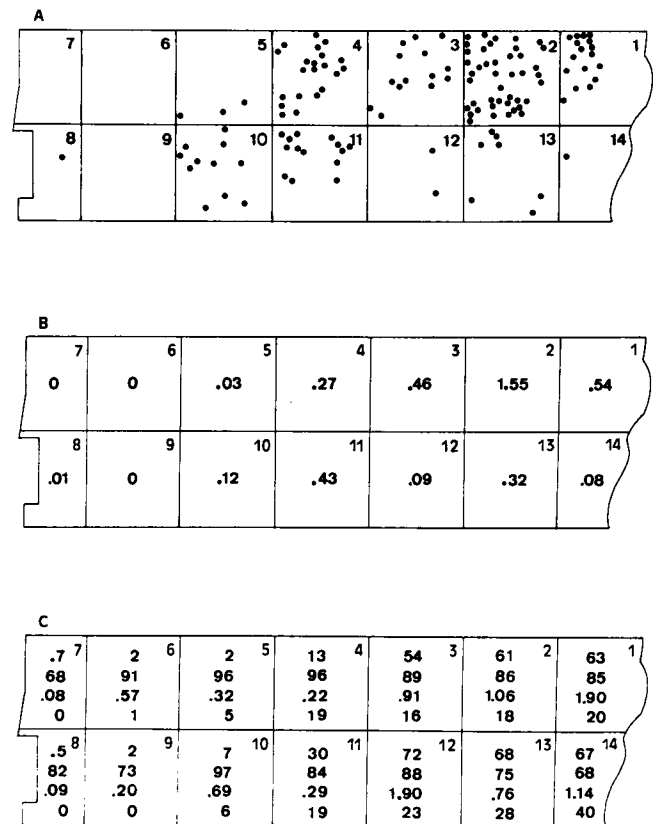 A
7 6 5 4 3 2 1
8 9 10 11 12 13 14
B
7 6 5 4 3 2 1
0 0 .03 .27 .46 1.55 .54
8 9 10 11 12 13 14
.01 0 .12 .43 .09 .32 .08
C
7 6 5 4 3 2 1
.7 2 2 13 54 61 63
68 91 96 96 89 86 85
.08 .57 .32 .22 .91 1.06 1.90
0 1 5 19 16 18 20
8 9 10 11 12 13 14
.5 2 7 30 72 68 67
82 73 97 84 88 75 68
.09 .20 .69 .29 1.90 .76 1.14
0 0 6 19 23 28 40